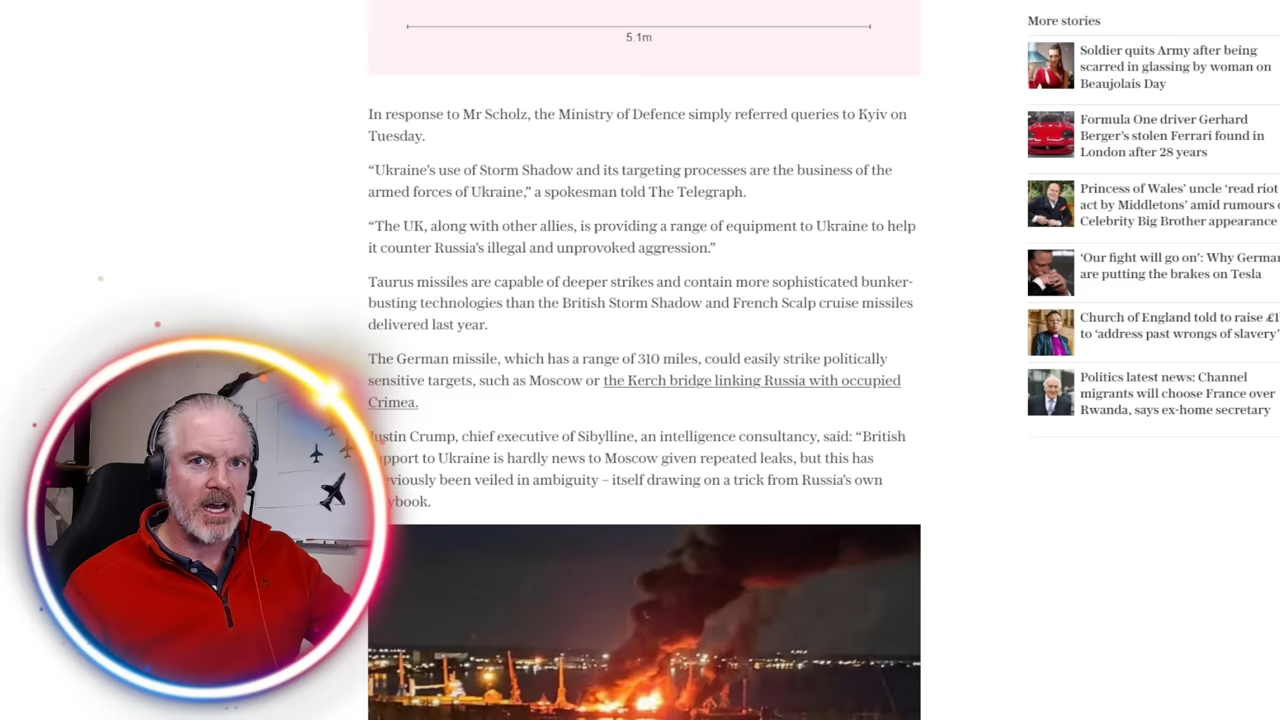 5.1m
In response to Mr Scholz, the Ministry of Defence simply referred queries to Kyiv on
Tuesday.
“Ukraine’s use of Storm Shadow and its targeting processes are the business of the
armed forces of Ukraine,” a spokesman told The Telegraph.
“The UK, along with other allies, is providing a range of equipment to Ukraine to help
it counter Russia’s illegal and unprovoked aggression.”
Taurus missiles are capable of deeper strikes and contain more sophisticated bunker-
busting technologies than the British Storm Shadow and French Scalp cruise missiles
delivered last year.
The German missile, which has a range of 310 miles, could easily strike politically
sensitive targets, such as Moscow or the Kerch bridge linking Russia with occupied
Crimea.
ustin Crump, chief executive of Sibylline, an intelligence consultancy, said: “British
pport to Ukraine is hardly news to Moscow given repeated leaks, but this has
eviously been veiled in ambiguity – itself drawing on a trick from Russia’s own
ybook.
More stories
Soldier quits Army after being
scarred in glassing by woman on
Beaujolais Day
Formula One driver Gerhard
Berger’s stolen Ferrari found in
London after 28 years
Princess of Wales’ uncle ‘read riot
act by Middletons’ amid rumours
Celebrity Big Brother appearance
‘Our fight will go on’: Why German
are putting the brakes on Tesla
Church of England told to raise
to ‘address past wrongs of slavery’
Politics latest news: Channel
migrants will choose France over
Rwanda, says ex-home secretary